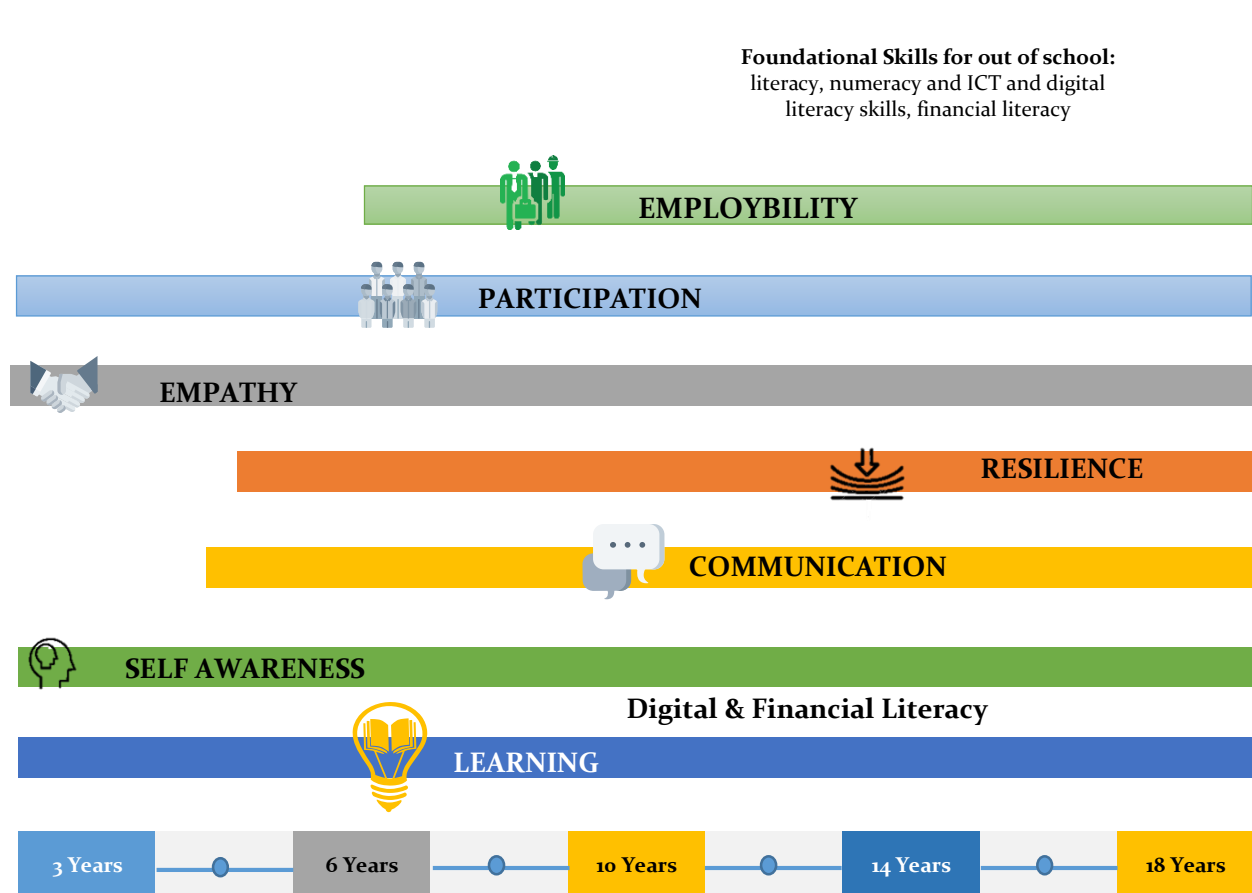 Foundational Skills for out of school:
literacy, numeracy and ICT and digital
literacy skills, financial literacy
EMPLOYBILITY
PARTICIPATION
EMPATHY
RESILIENCE
COMMUNICATION
SELF AWARENESS
Digital & Financial Literacy
LEARNING
3 Years
6 Years
10 Years
14 Years
18 Years